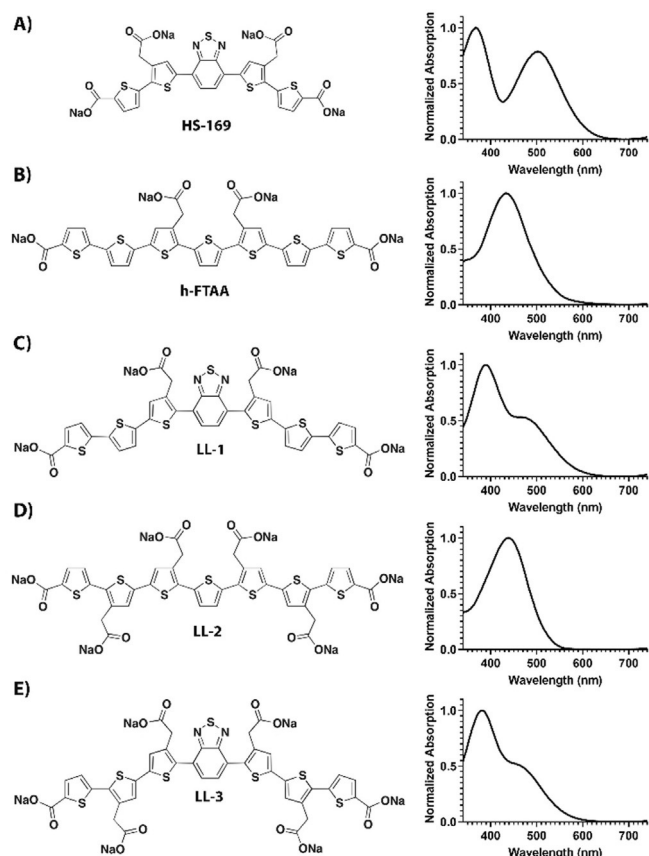 A)
ONa
O
N
S
N
O
ONa
O
NaO
S
S
S
S
O
ONa
HS-169
Normalized Absorption
1.0
0.5
0.0
400
500
600
700
Wavelength (nm)
B)
NaO
O
O
ONa
NaO
O
S
S
S
S
S
S
S
ONa
O
h-FTAA
Normalized Absorption
1.0
0.5
0.0
400
500
600
700
Wavelength (nm)
C)
NaO
O
N
S
N
O
ONa
NaO
O
S
S
S
S
S
S
ONa
O
LL-1
Normalized Absorption
1.0
0.5
0.0
400
500
600
700
Wavelength (nm)
D)
NaO
O
O
ONa
NaO
O
S
S
S
S
S
S
S
ONa
O
NaO
O
O
ONa
LL-2
Normalized Absorption
1.0
0.5
0.0
400
500
600
700
Wavelength (nm)
E)
NaO
O
N
S
N
O
ONa
NaO
O
S
S
S
S
S
S
ONa
O
NaO
O
O
ONa
LL-3
Normalized Absorption
1.0
0.5
0.0
400
500
600
700
Wavelength (nm)